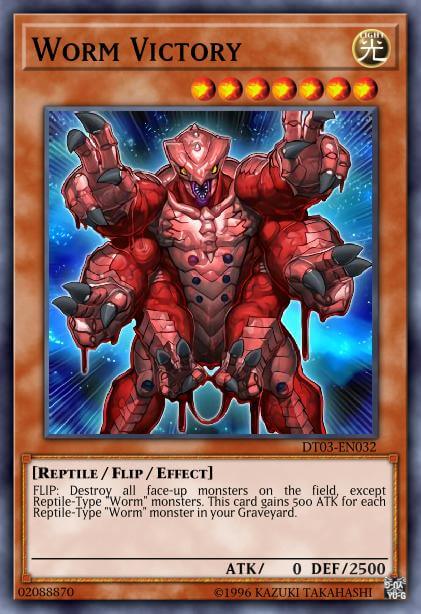 WORM VICTORY
LIGHT
光
DT03-EN032
[REPTILE / FLIP / EFFECT]
FLIP: Destroy all face-up monsters on the field, except
Reptile-Type "Worm" monsters. This card gains 500 ATK for each
Reptile-Type "Worm" monster in your Graveyard.
ATK/ 0 DEF/2500
02088870
©1996 KAZUKI TAKAHASHI